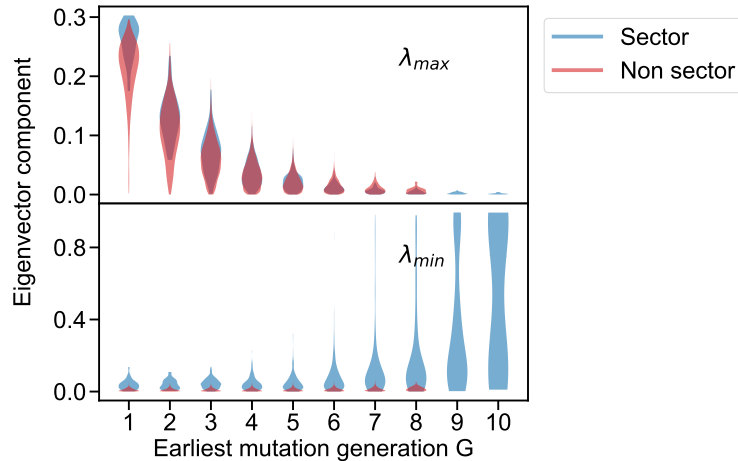 0.3
0.2
0.1
0.0
λmax
Sector
Non sector
Eigenvector component
0.8
0.4
0.0
λmin
1 2 3 4 5 6 7 8 9 10
Earliest mutation generation G